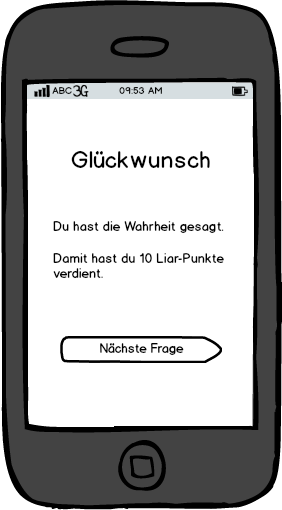 ABC 3G 09:53 AM
Glückwunsch
Du hast die Wahrheit gesagt.
Damit hast du 10 Liar-Punkte
verdient.
Nächste Frage